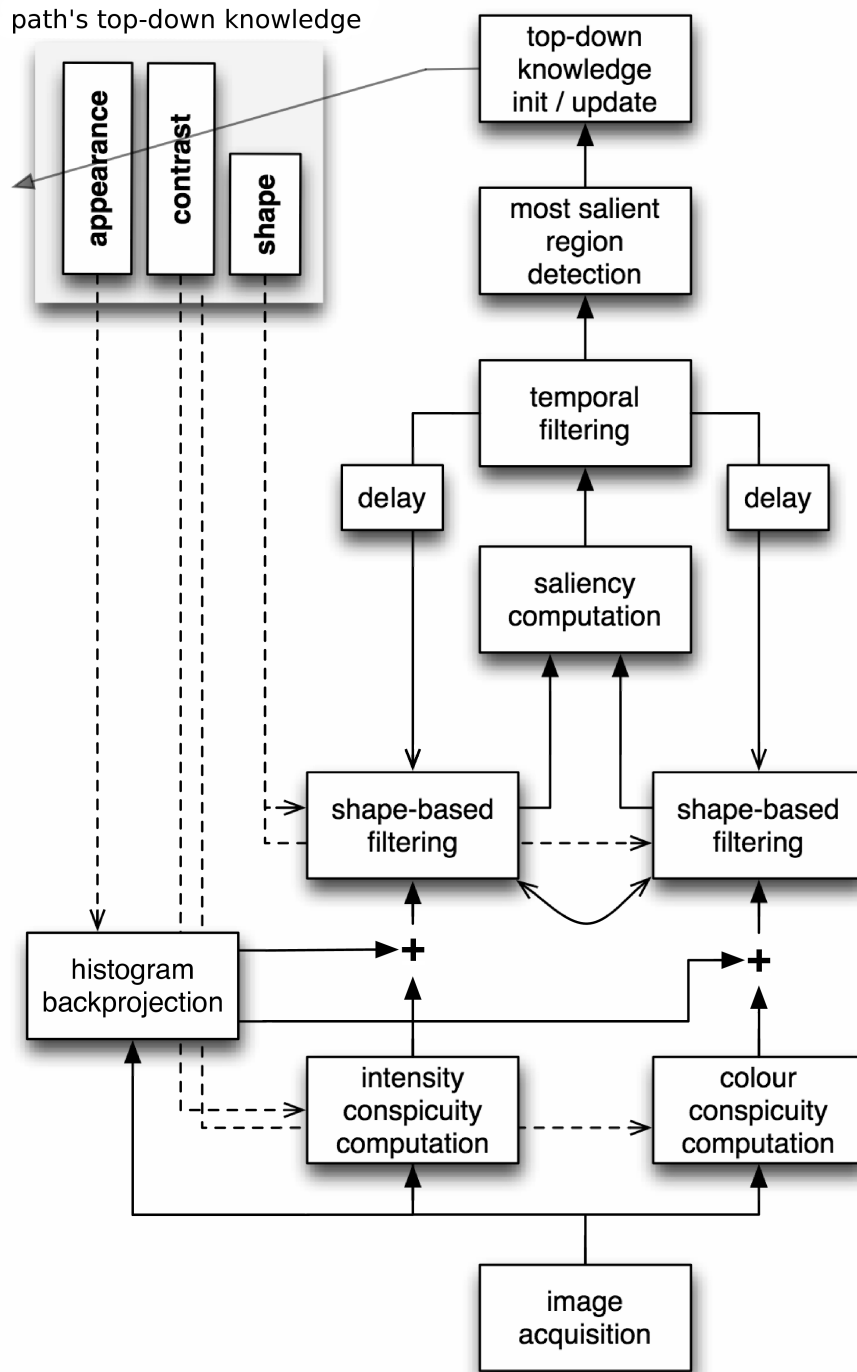 path's top-down knowledge
appearance
contrast
shape
top-down
knowledge
init / update
most salient
region
detection
temporal
filtering
delay
delay
saliency
computation
shape-based
filtering
shape-based
filtering
+
+
histogram
backprojection
intensity
conspicuity
computation
colour
conspicuity
computation
image
acquisition